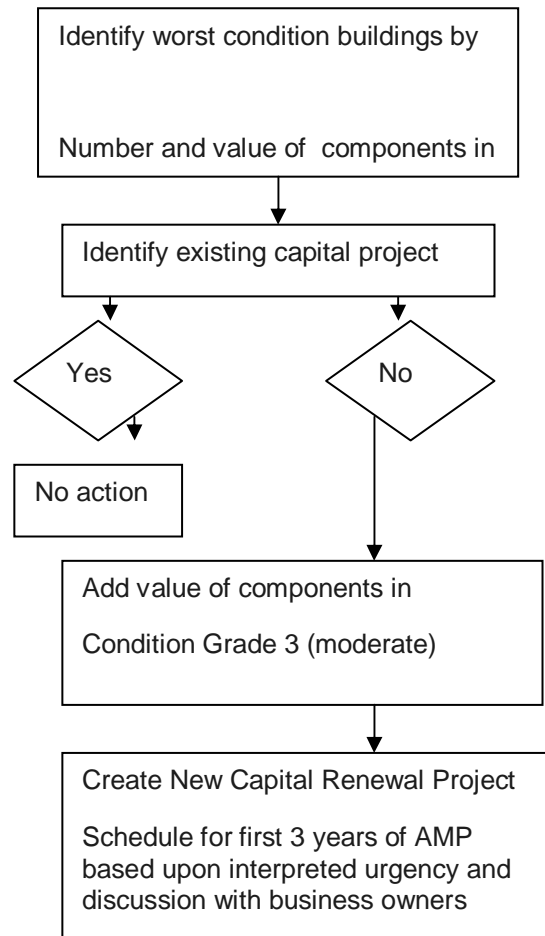 Identify worst condition buildings by
Number and value of components in
Identify existing capital project
Yes
No
No action
Add value of components in
Condition Grade 3 (moderate)
Create New Capital Renewal Project
Schedule for first 3 years of AMP
based upon interpreted urgency and
discussion with business owners